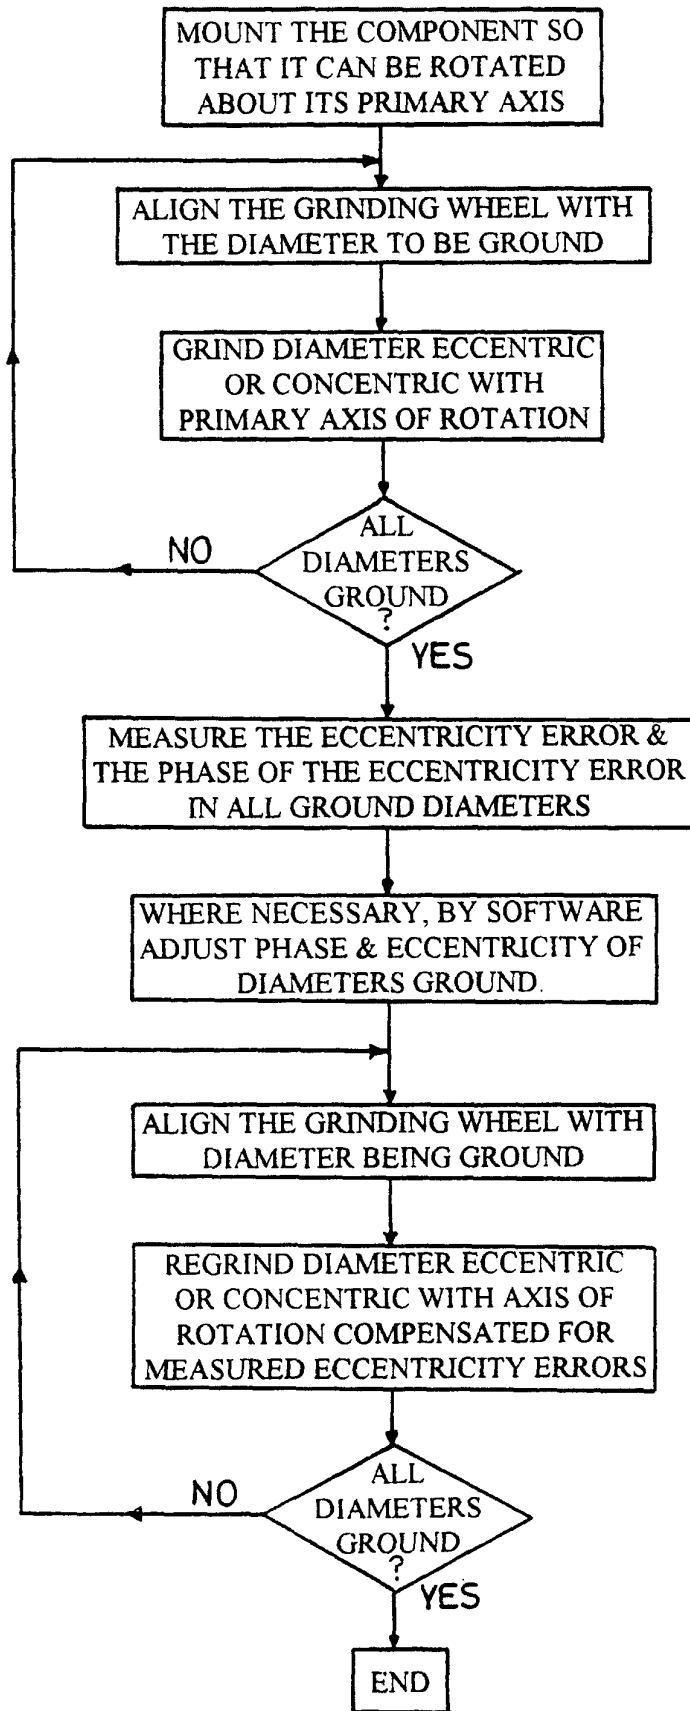 MOUNT THE COMPONENT SO
THAT IT CAN BE ROTATED
ABOUT ITS PRIMARY AXIS
ALIGN THE GRINDING WHEEL WITH
THE DIAMETER TO BE GROUND
GRIND DIAMETER ECCENTRIC
OR CONCENTRIC WITH
PRIMARY AXIS OF ROTATION
ALL
DIAMETERS
GROUND
?
NO
YES
MEASURE THE ECCENTRICITY ERROR &
THE PHASE OF THE ECCENTRICITY ERROR
IN ALL GROUND DIAMETERS
WHERE NECESSARY, BY SOFTWARE
ADJUST PHASE & ECCENTRICITY OF
DIAMETERS GROUND.
ALIGN THE GRINDING WHEEL WITH
DIAMETER BEING GROUND
REGRIND DIAMETER ECCENTRIC
OR CONCENTRIC WITH AXIS OF
ROTATION COMPENSATED FOR
MEASURED ECCENTRICITY ERRORS
ALL
DIAMETERS
GROUND
?
NO
YES
END